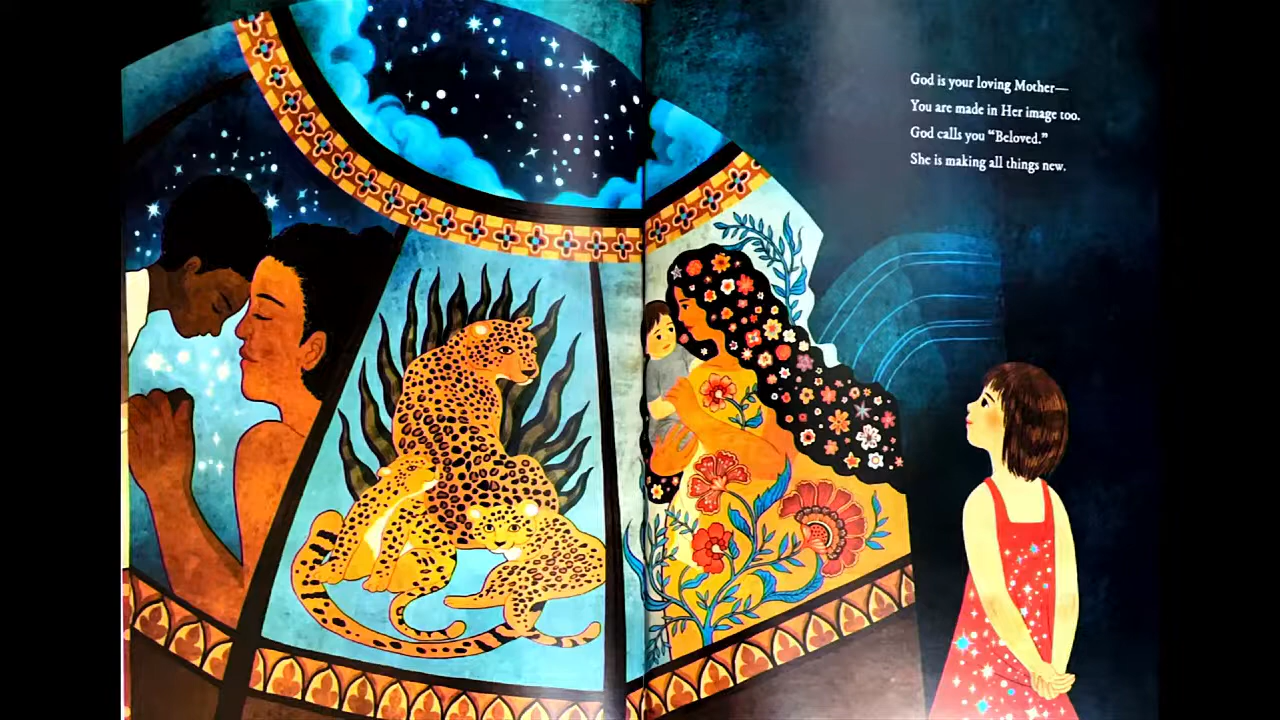 God is your loving Mother—
You are made in Her image too.
God calls you “Beloved.”
She is making all things new.